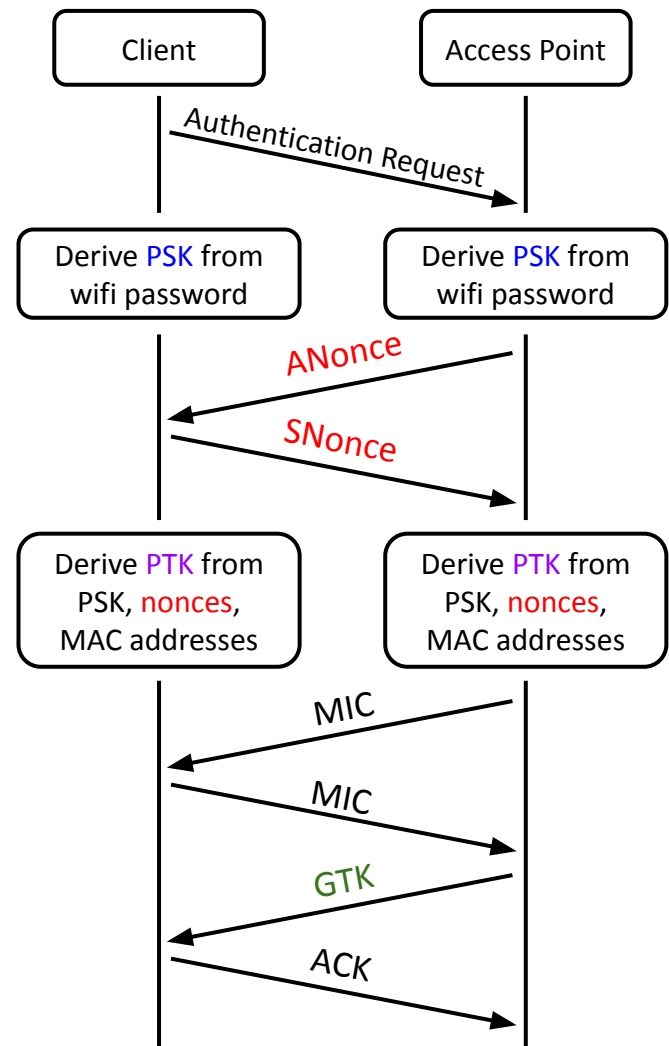 Client
Access Point
Authentication Request
Derive PSK from
wifi password
Derive PSK from
wifi password
ANonce
SNonce
Derive PTK from
PSK, nonces,
MAC addresses
Derive PTK from
PSK, nonces,
MAC addresses
MIC
MIC
GTK
ACK